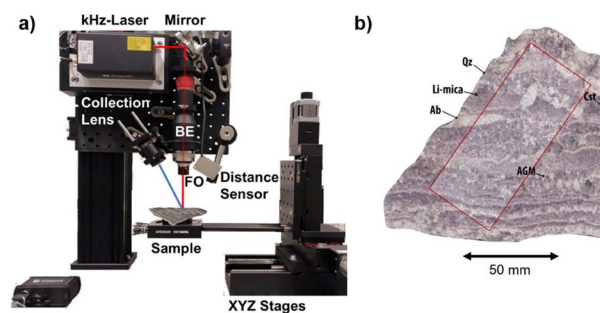 a)
kHz-Laser
Mirror
Collection
Lens
BE
FO
Distance
Sensor
Sample
XYZ Stages
b)
Qz
Li-mica
Ab
Cst
AGM
50 mm